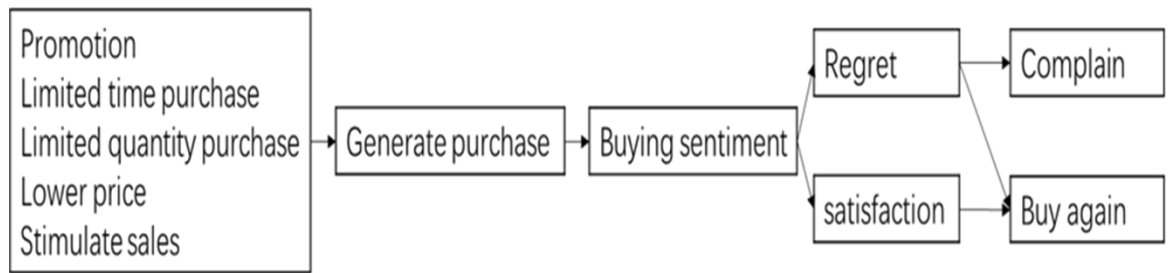 Promotion
Limited time purchase
Limited quantity purchase
Lower price
Stimulate sales
Generate purchase
Buying sentiment
Regret
satisfaction
Complain
Buy again